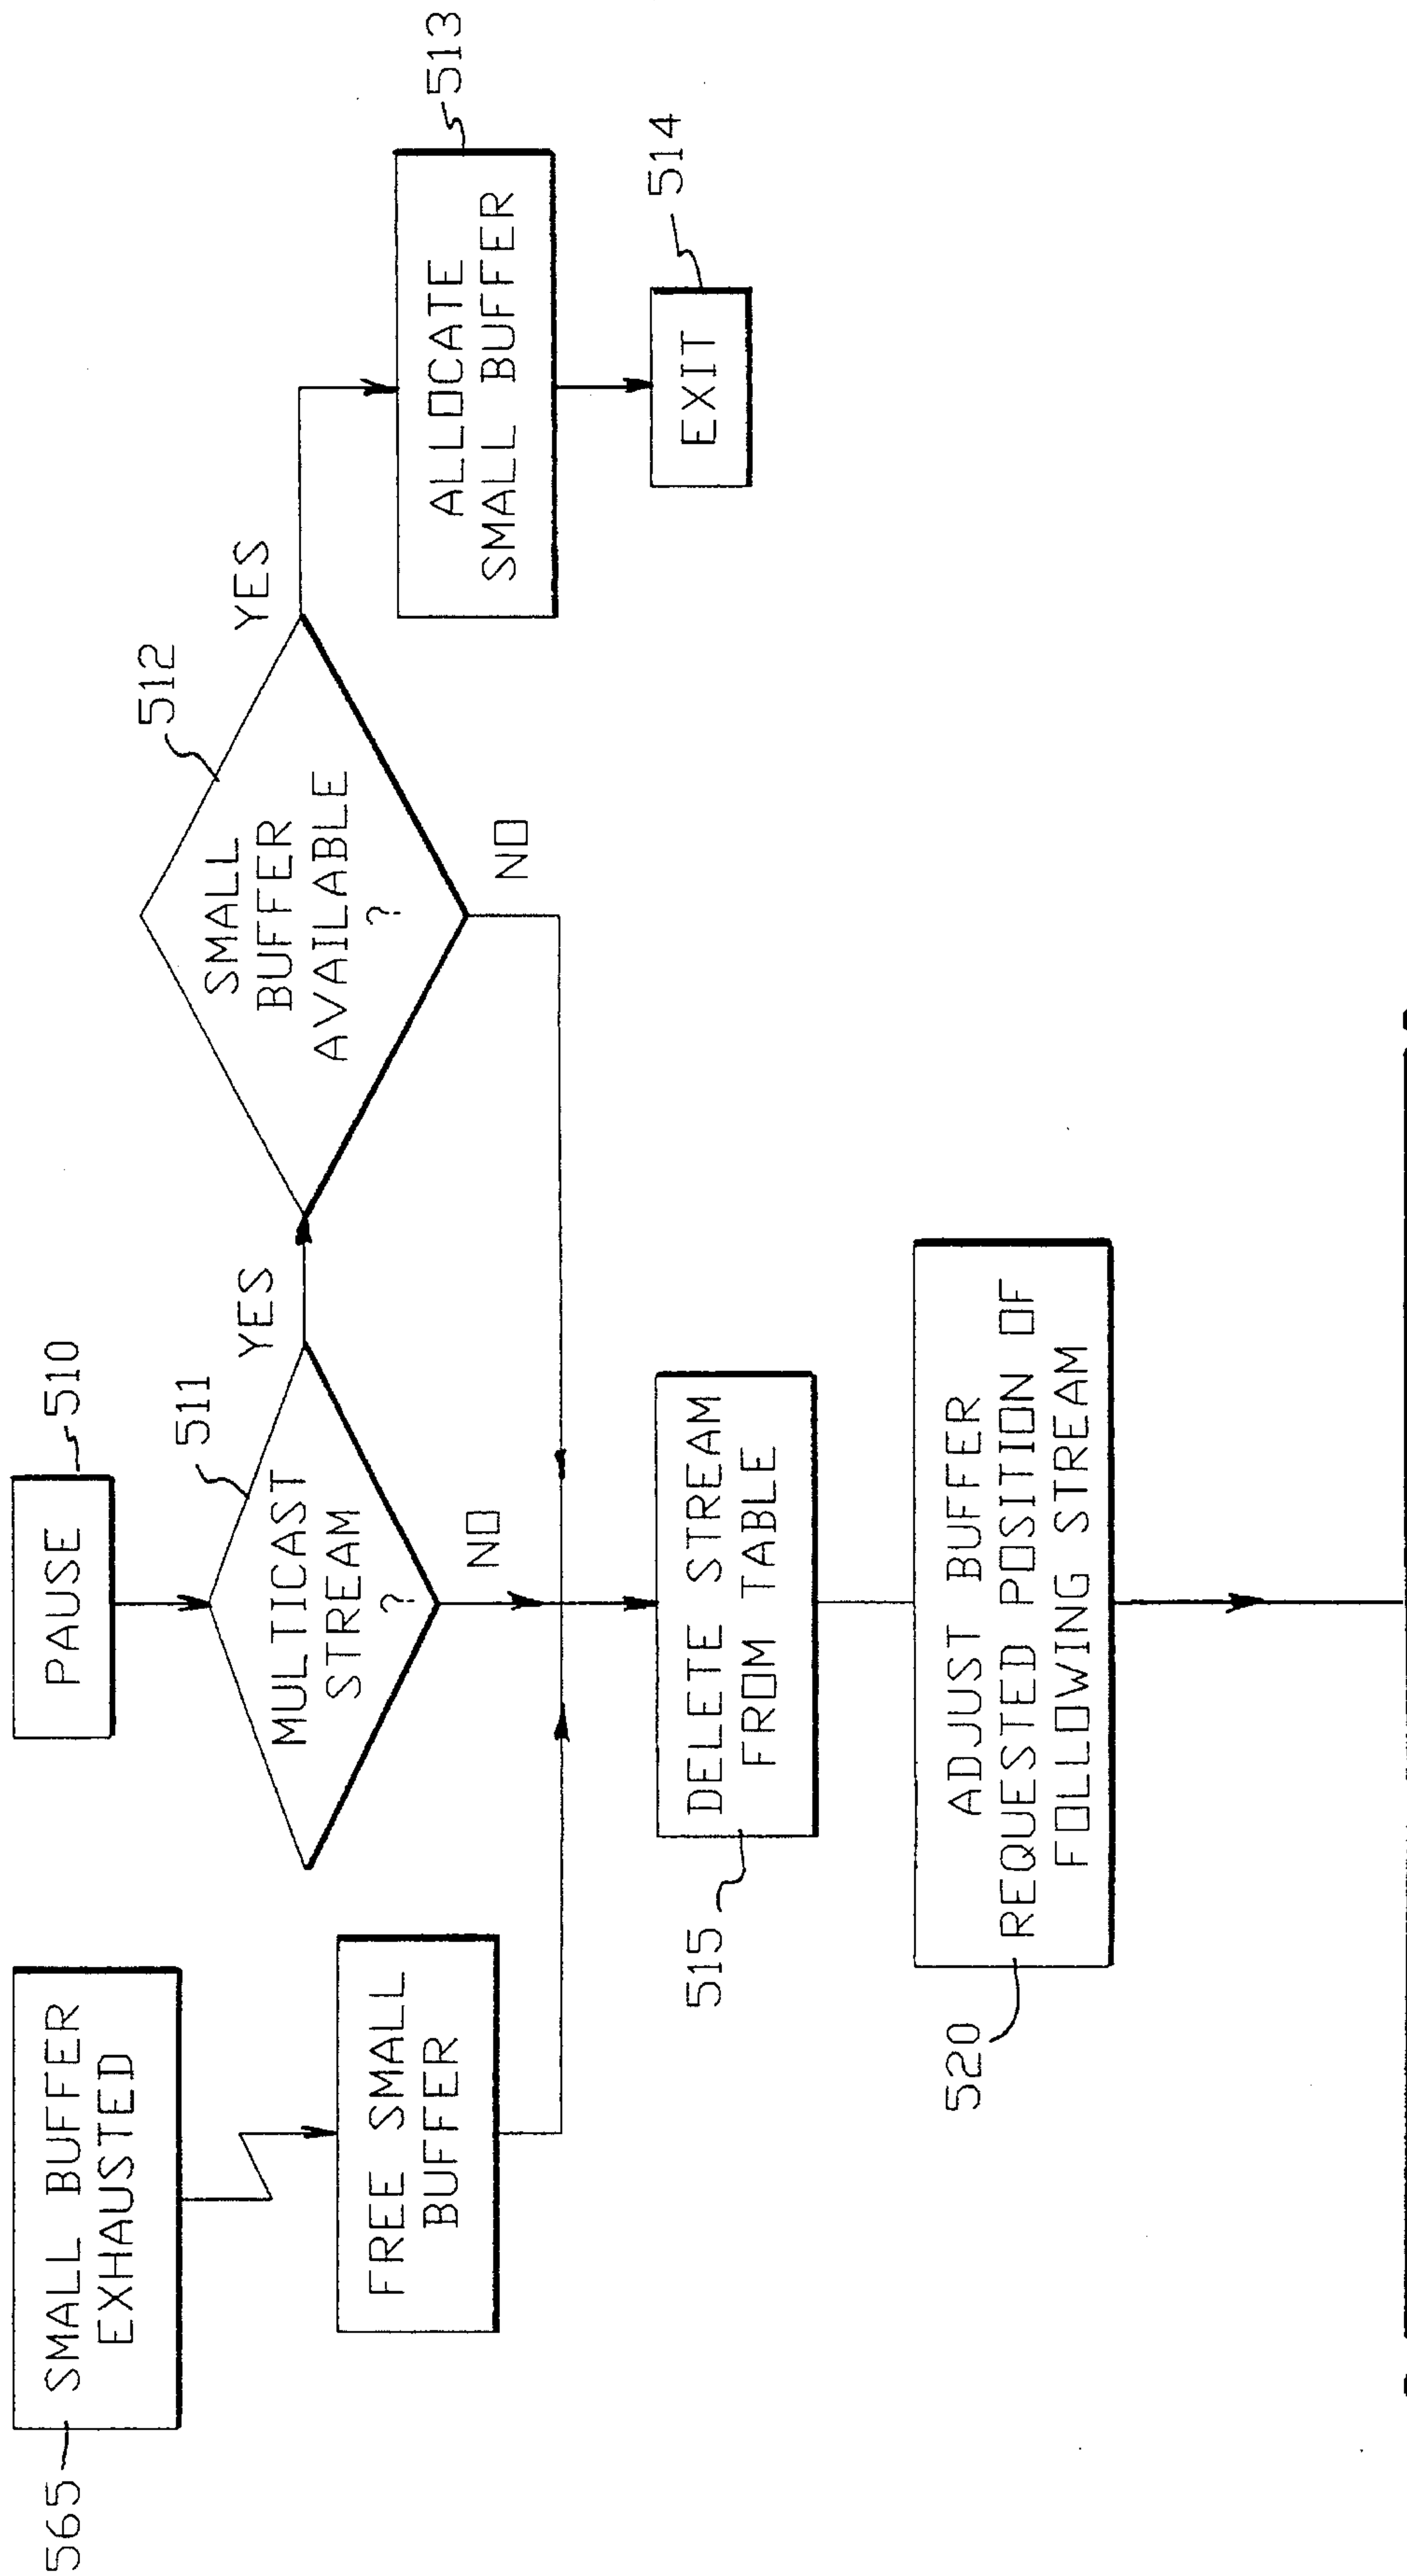 565
SMALL BUFFER
EXHAUSTED
PAUSE
510
FREE SMALL
BUFFER
MULTICAST
STREAM
?
511
YES
NO
SMALL
BUFFER
AVAILABLE
?
512
YES
NO
ALLOCATE
SMALL BUFFER
513
EXIT
514
515
DELETE STREAM
FROM TABLE
520
ADJUST BUFFER
REQUESTED POSITION OF
FOLLOWING STREAM